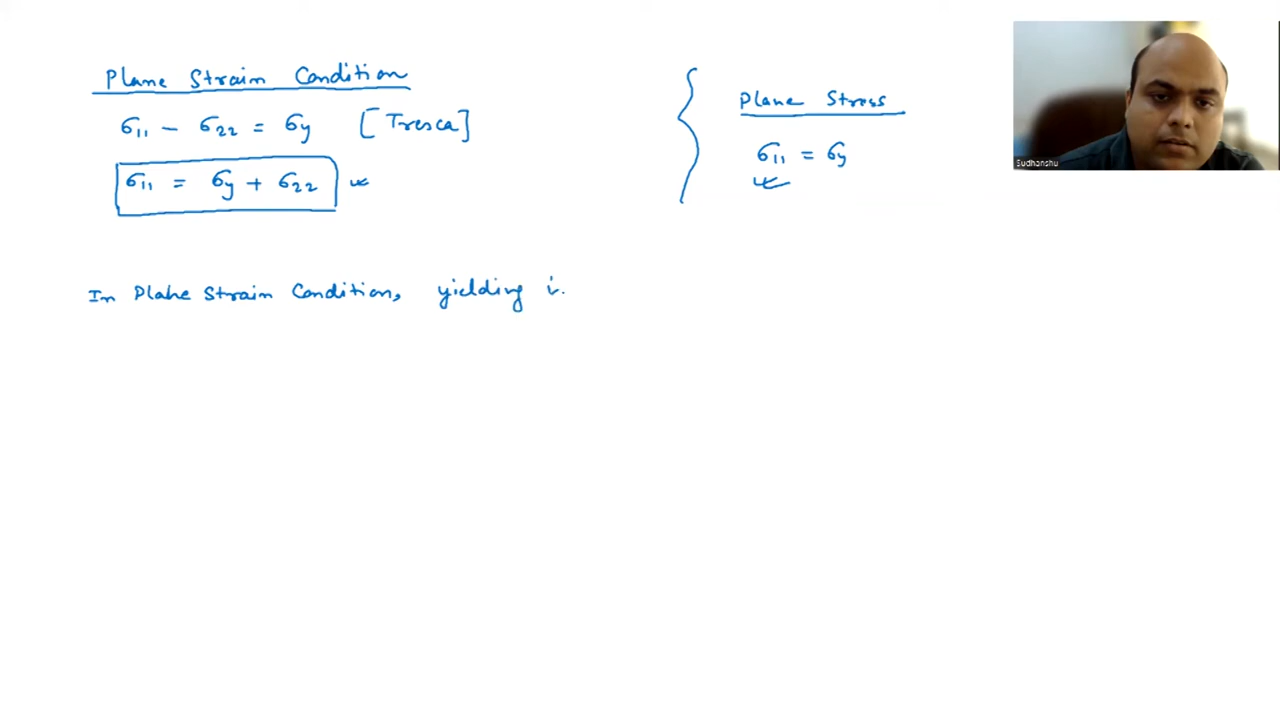 Plane Strain Condition
σ11 - σ22 = σy [Tresca]
σ11 = σy + σ22
Plane Stress
σ11 = σy
Sudhanshu
In Plane Strain Condition, yielding i